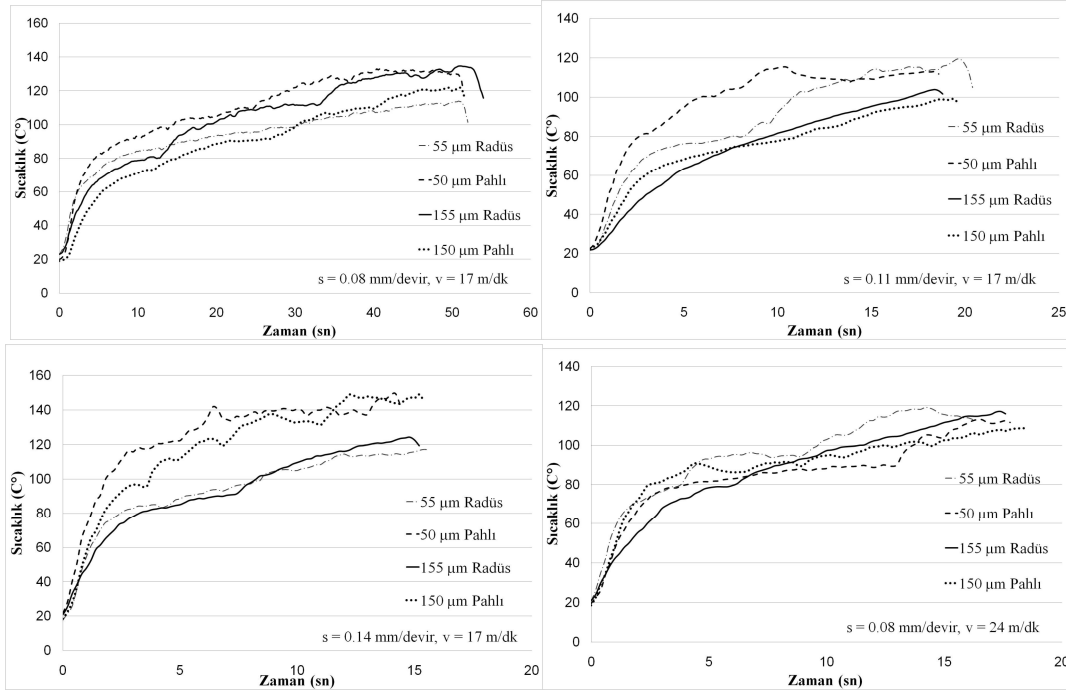 160
140
120
100
80
60
40
20
0
Sıcaklık (C°)
55 µm Radüs
50 µm Pahlı
155 µm Radüs
150 µm Pahlı
s = 0.08 mm/devir, v = 17 m/dk
0 10 20 30 40 50 60
Zaman (sn)
140
120
100
80
60
40
20
0
Sıcaklık (C°)
55 µm Radüs
50 µm Pahlı
155 µm Radüs
150 µm Pahlı
s = 0.11 mm/devir, v = 17 m/dk
0 5 10 15 20 25
Zaman (sn)
160
140
120
100
80
60
40
20
0
Sıcaklık (C°)
55 µm Radüs
50 µm Pahlı
155 µm Radüs
150 µm Pahlı
s = 0.14 mm/devir, v = 17 m/dk
0 5 10 15 20
Zaman (sn)
140
120
100
80
60
40
20
0
Sıcaklık (C°)
55 µm Radüs
50 µm Pahlı
155 µm Radüs
150 µm Pahlı
s = 0.08 mm/devir, v = 24 m/dk
0 5 10 15 20
Zaman (sn)